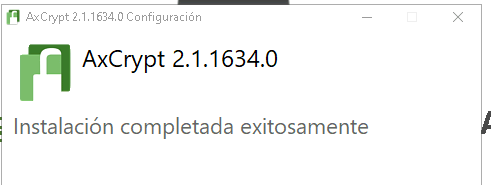 AxCrypt 2.1.1634.0 Configuración
AxCrypt 2.1.1634.0
Instalación completada exitosamente